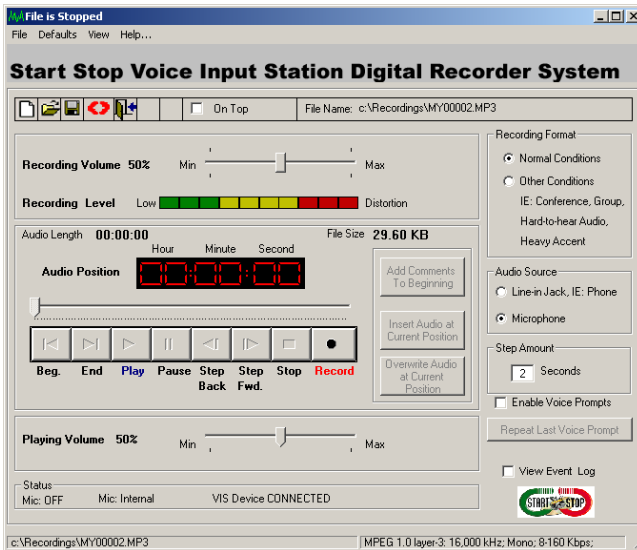 File is Stopped
File Defaults View Help...
Start Stop Voice Input Station Digital Recorder System
On Top File Name: c:\Recordings\MY00002.MP3
Recording Volume 50% Min Max
Recording Level Low Distortion
Audio Length 00:00:00 File Size 29.60 KB
Hour Minute Second
Audio Position 00:00:00
Add Comments
To Beginning
Insert Audio at
Current Position
Overwrite Audio
at Current
Position
Beg. End Play Pause Step Back Step Fwd. Stop Record
Playing Volume 50% Min Max
Status
Mic: OFF Mic: Internal VIS Device CONNECTED
Recording Format
Normal Conditions
Other Conditions
IE: Conference, Group,
Hard-to-hear Audio,
Heavy Accent
Audio Source
Line-in Jack, IE: Phone
Microphone
Step Amount
2 Seconds
Enable Voice Prompts
Repeat Last Voice Prompt
View Event Log
START STOP
c:\Recordings\MY00002.MP3 MPEG 1.0 layer-3: 16,000 kHz; Mono; 8-160 Kbps;